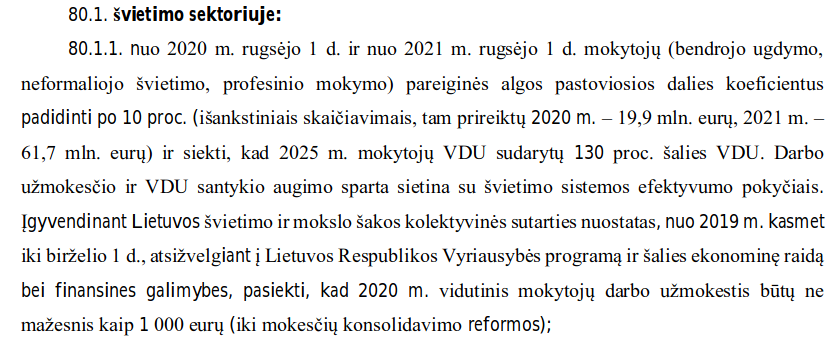 80.1. švietimo sektoriuje:
80.1.1. nuo 2020 m. rugsėjo 1 d. ir nuo 2021 m. rugsėjo 1 d. mokytojų (bendrojo ugdymo,
neformaliojo švietimo, profesinio mokymo) pareiginės algos pastoviosios dalies koeficientus
padidinti po 10 proc. (išankstiniais skaičiavimais, tam prireiktų 2020 m. – 19,9 mln. eurų, 2021 m. –
61,7 mln. eurų) ir siekti, kad 2025 m. mokytojų VDU sudarytų 130 proc. šalies VDU. Darbo
užmokesčio ir VDU santykio augimo sparta sietina su švietimo sistemos efektyvumo pokyčiais.
Įgyvendinant Lietuvos švietimo ir mokslo šakos kolektyvinės sutarties nuostatas, nuo 2019 m. kasmet
iki birželio 1 d., atsižvelgiant į Lietuvos Respublikos Vyriausybės programą ir šalies ekonominę raidą
bei finansines galimybes, pasiekti, kad 2020 m. vidutinis mokytojų darbo užmokestis būtų ne
mažesnis kaip 1 000 eurų (iki mokesčių konsolidavimo reformos);